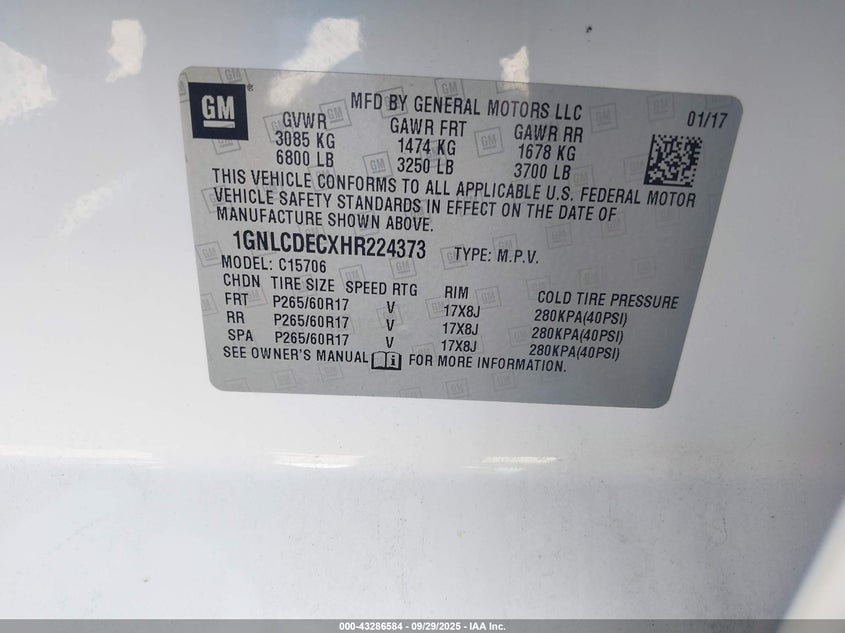 GM
MFD BY GENERAL MOTORS LLC
01/17
GVWR GAWR FRT GAWR RR
3085 KG 1474 KG 1678 KG
6800 LB 3250 LB 3700 LB
THIS VEHICLE CONFORMS TO ALL APPLICABLE U.S. FEDERAL MOTOR
VEHICLE SAFETY STANDARDS IN EFFECT ON THE DATE OF
MANUFACTURE SHOWN ABOVE.
1GNLCDECXHR224373 TYPE: M.P.V.
MODEL: C15706
CHDN TIRE SIZE SPEED RTG RIM COLD TIRE PRESSURE
FRT P265/60R17 V 17X8J 280KPA(40PSI)
RR P265/60R17 V 17X8J 280KPA(40PSI)
SPA P265/60R17 V 17X8J 280KPA(40PSI)
SEE OWNER'S MANUAL i FOR MORE INFORMATION.
000-43286584 | 09/29/2025 - IAA Inc.